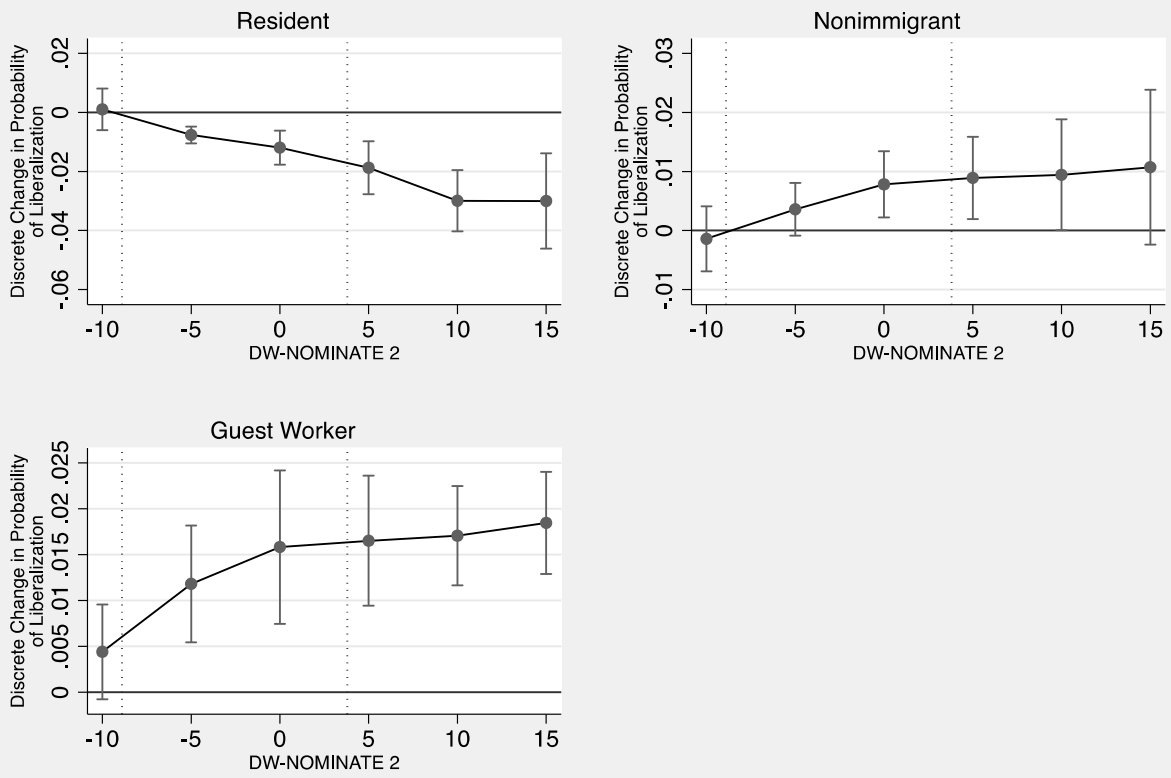 Resident
Discrete Change in Probability
of Liberalization
.02
0
-.02
-.04
-.06
-10 -5 0 5 10 15
DW-NOMINATE 2
Nonimmigrant
Discrete Change in Probability
of Liberalization
.03
.02
.01
0
-.01
-10 -5 0 5 10 15
DW-NOMINATE 2
Guest Worker
Discrete Change in Probability
of Liberalization
.025
.02
.015
.01
.005
0
-10 -5 0 5 10 15
DW-NOMINATE 2